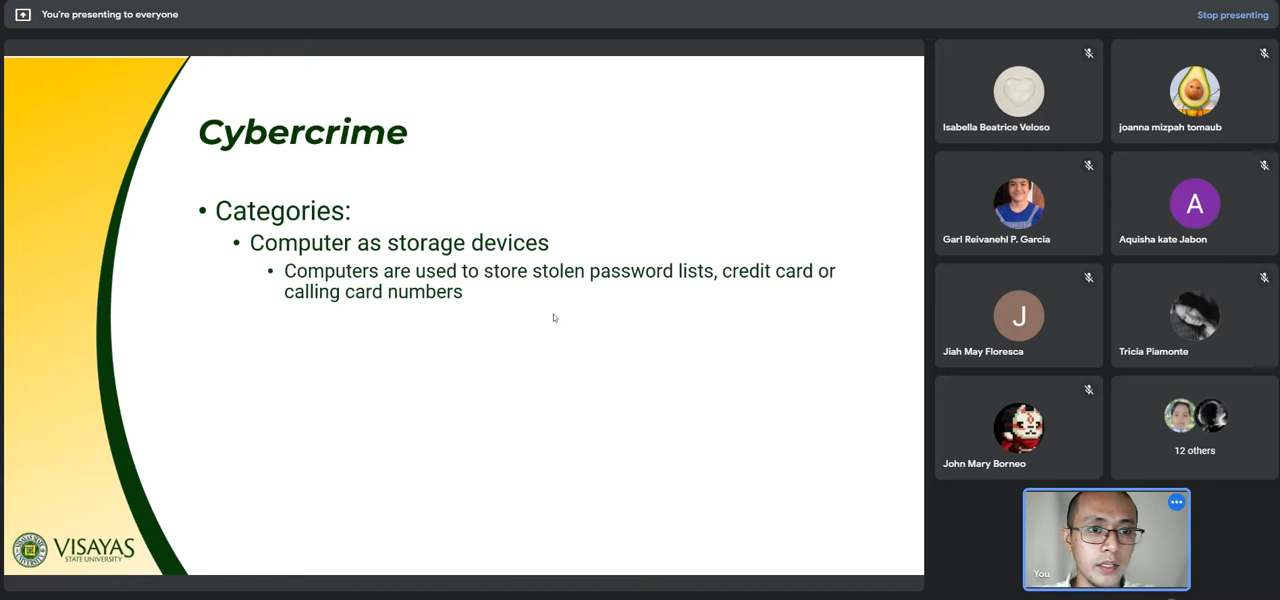 You're presenting to everyone
Stop presenting
Cybercrime
• Categories:
• Computer as storage devices
• Computers are used to store stolen password lists, credit card or
calling card numbers
VISAYAS
STATE UNIVERSITY
Isabella Beatrice Veloso
joanna mizpah tomaub
Garl Reivanehl P. Garcia
A
Aquisha kate Jabon
J
Jiah May Floresca
Tricia Piamonte
John Mary Borneo
12 others
You